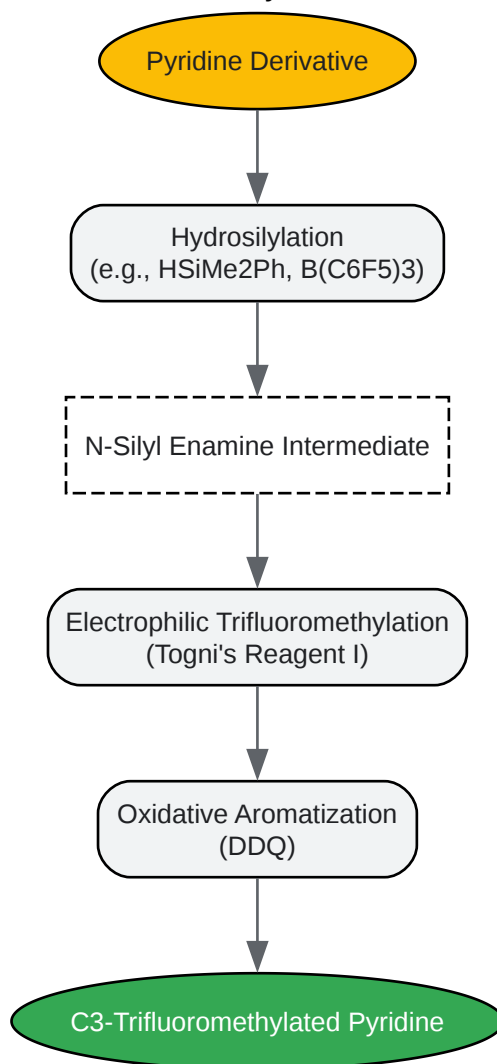 Pyridine Derivative
Hydrosilylation
(e.g., HSiMe2Ph, B(C6F5)3)
N-Silyl Enamine Intermediate
Electrophilic Trifluoromethylation
(Togni's Reagent I)
Oxidative Aromatization
(DDQ)
C3-Trifluoromethylated Pyridine